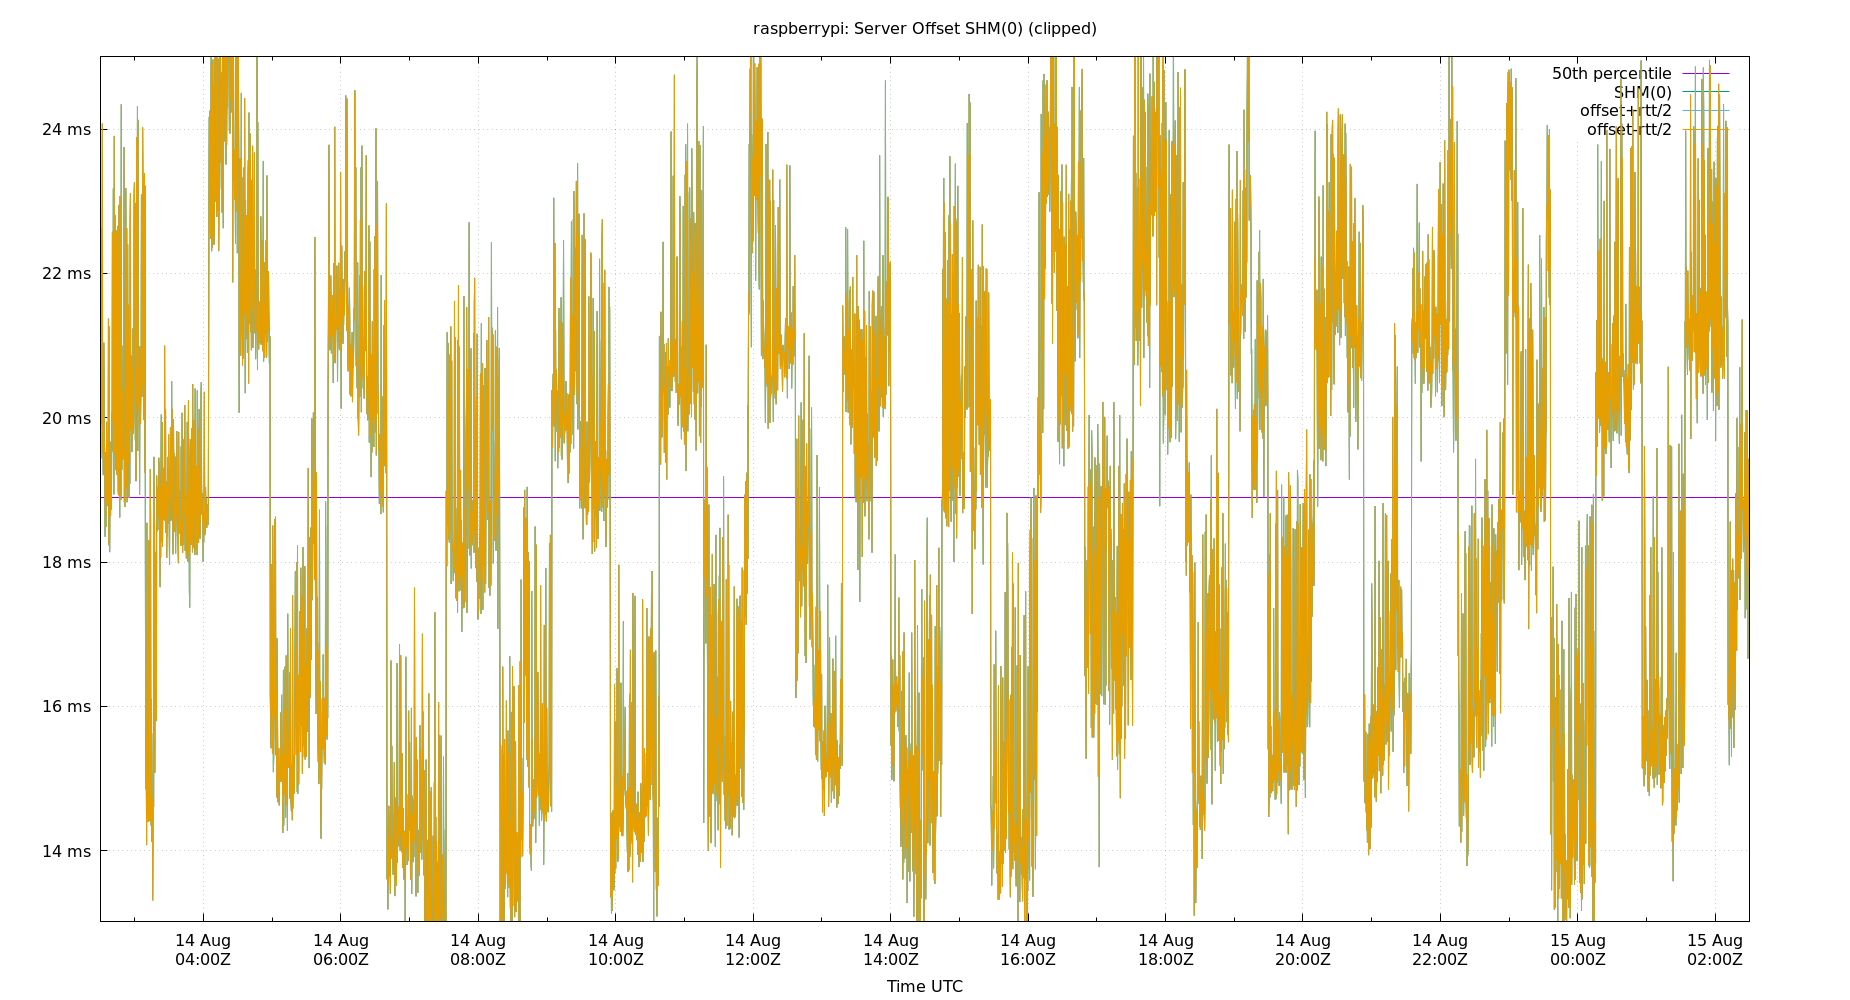 raspberrypi: Server Offset SHM(0) (clipped)
50th percentile
SHM(0)
offset+rtt/2
offset-rtt/2
24 ms
22 ms
20 ms
18 ms
16 ms
14 ms
14 Aug 14 Aug 14 Aug 14 Aug 14 Aug 14 Aug 14 Aug 14 Aug 14 Aug 14 Aug 15 Aug 15 Aug
04:00Z 06:00Z 08:00Z 10:00Z 12:00Z 14:00Z 16:00Z 18:00Z 20:00Z 22:00Z 00:00Z 02:00Z
Time UTC